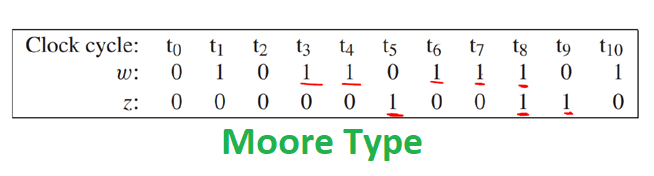 Clock cycle: t0 t1 t2 t3 t4 t5 t6 t7 t8 t9 t10
w: 0 1 0 1 1 0 1 1 1 0 1
z: 0 0 0 0 0 1 0 0 1 1 0
Moore Type